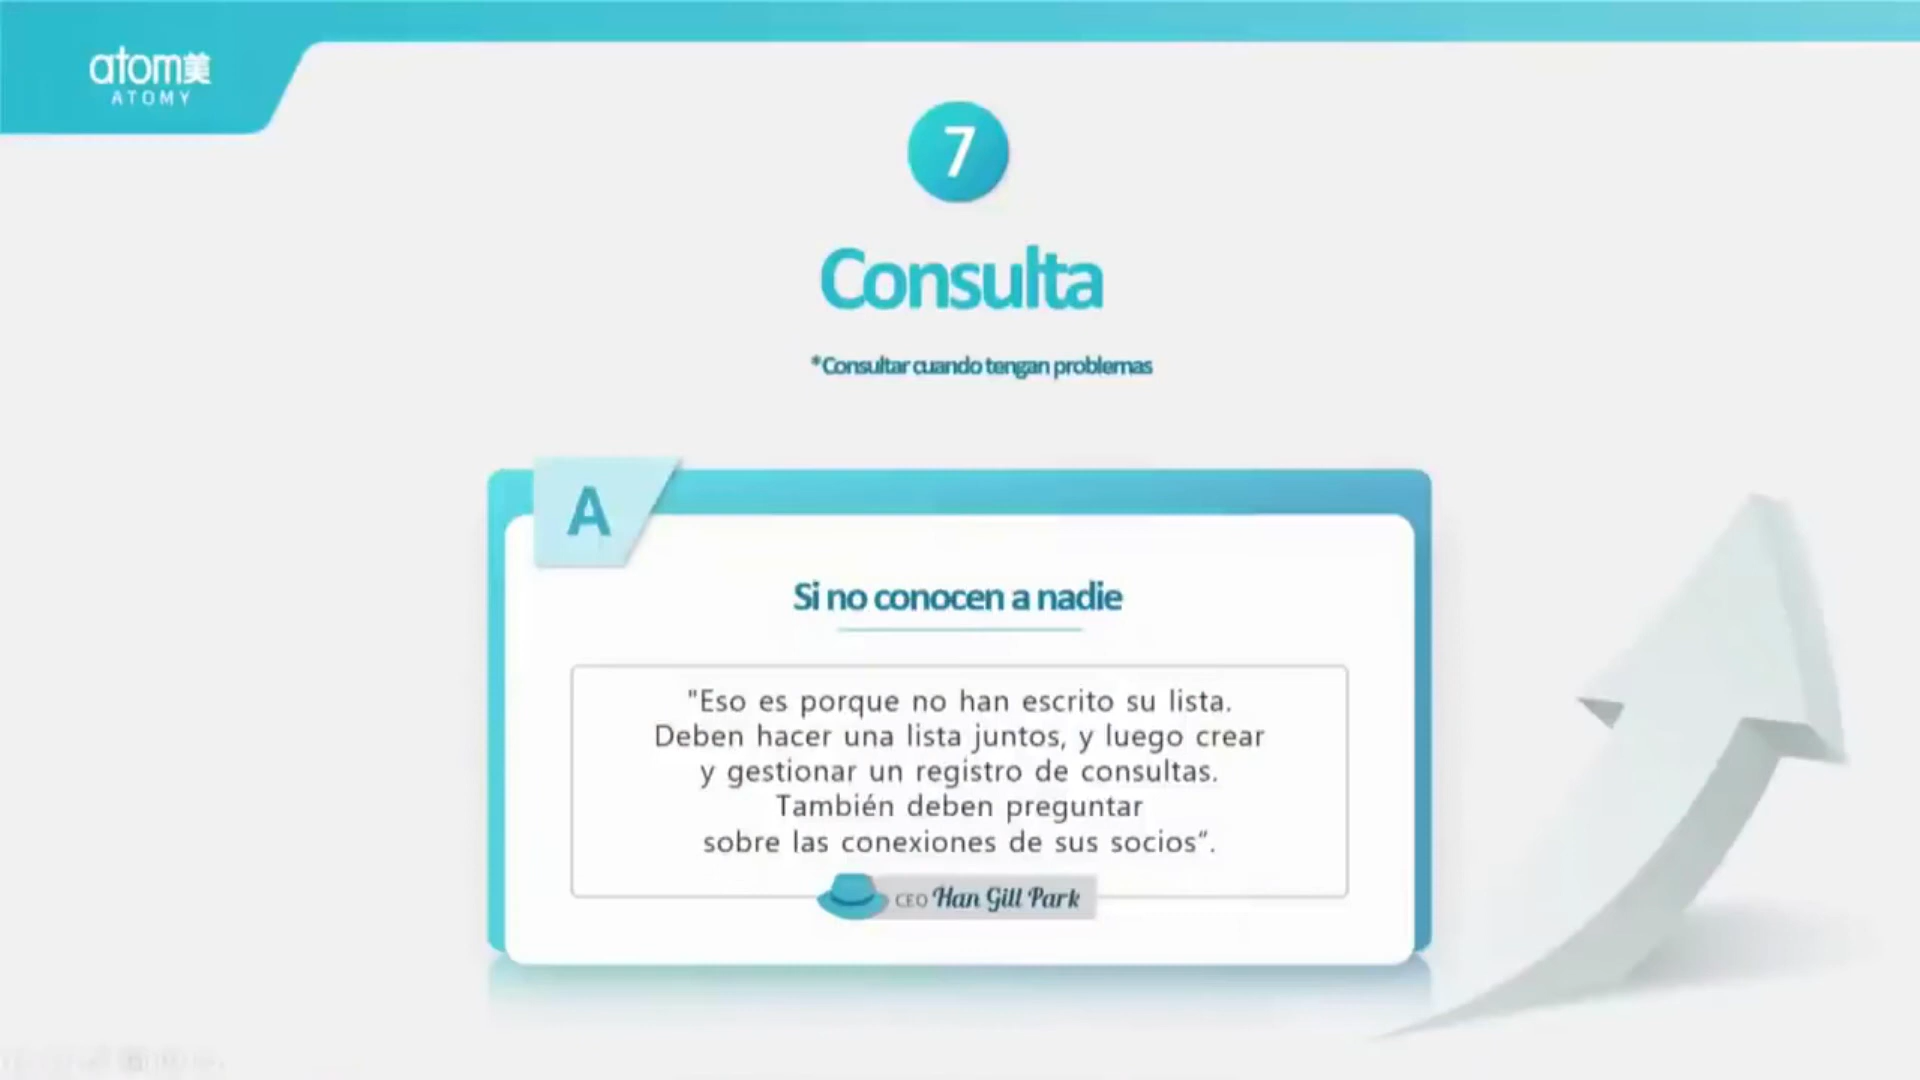 atom美
ATOMY
7
Consulta
*Consultar cuando tengan problemas
A
Si no conocen a nadie
"Eso es porque no han escrito su lista.
Deben hacer una lista juntos, y luego crear
y gestionar un registro de consultas.
También deben preguntar
sobre las conexiones de sus socios“.
CEO Han Gill Park